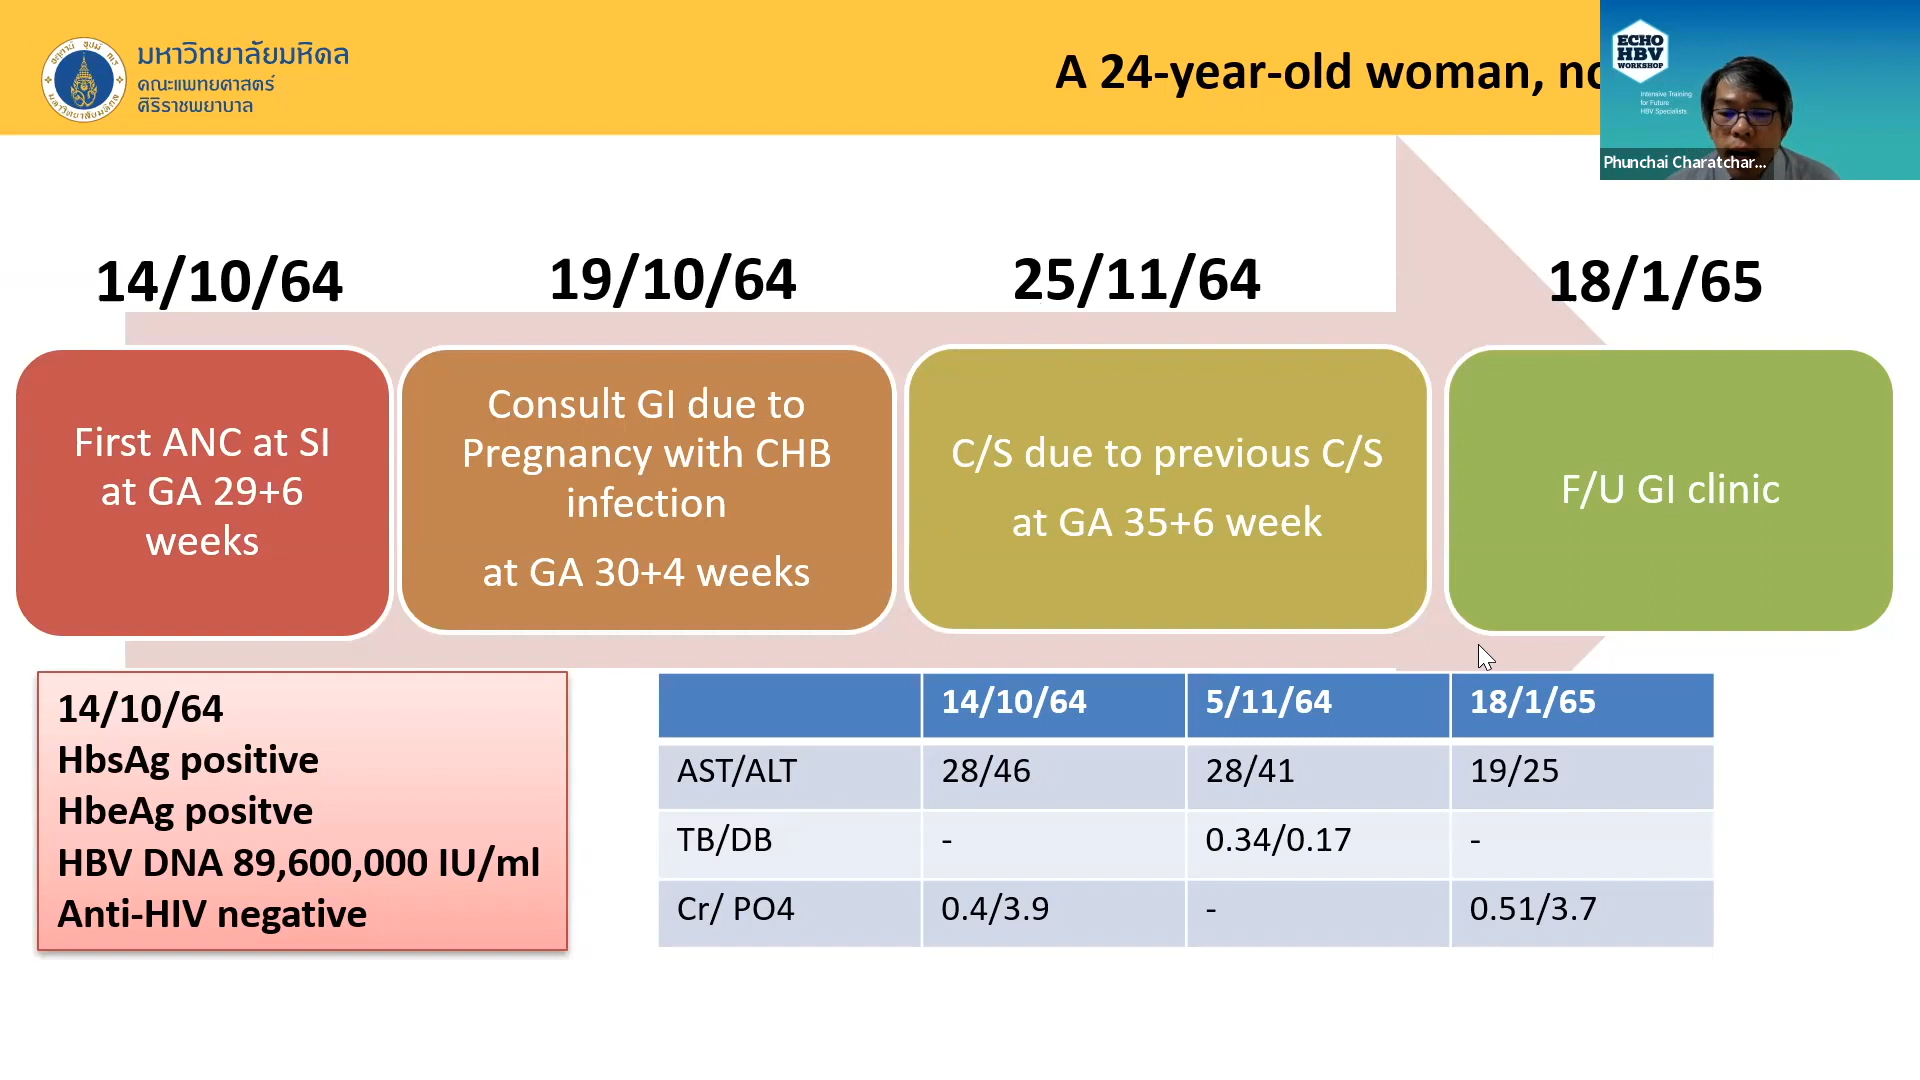 มหาวิทยาลัยมหิดล
คณะแพทยศาสตร์
ศิริราชพยาบาล
A 24-year-old woman,
ECHO
HBV
WORKSHOP
Intensive Training
for Future
HBV Specialists
Phunchai Charatchar...
14/10/64
19/10/64
25/11/64
18/1/65
First ANC at SI
at GA 29+6
weeks
Consult GI due to
Pregnancy with CHB
infection
at GA 30+4 weeks
C/S due to previous C/S
at GA 35+6 week
F/U GI clinic
14/10/64
HbsAg positive
HbeAg positve
HBV DNA 89,600,000 IU/ml
Anti-HIV negative
14/10/64 5/11/64 18/1/65
AST/ALT 28/46 28/41 19/25
TB/DB - 0.34/0.17 -
Cr/ PO4 0.4/3.9 - 0.51/3.7